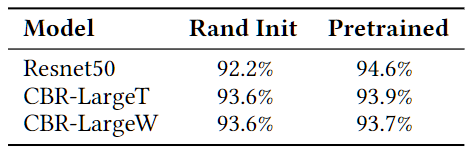 Model Rand Init Pretrained
Resnet50 92.2% 94.6%
CBR-LargeT 93.6% 93.9%
CBR-LargeW 93.6% 93.7%